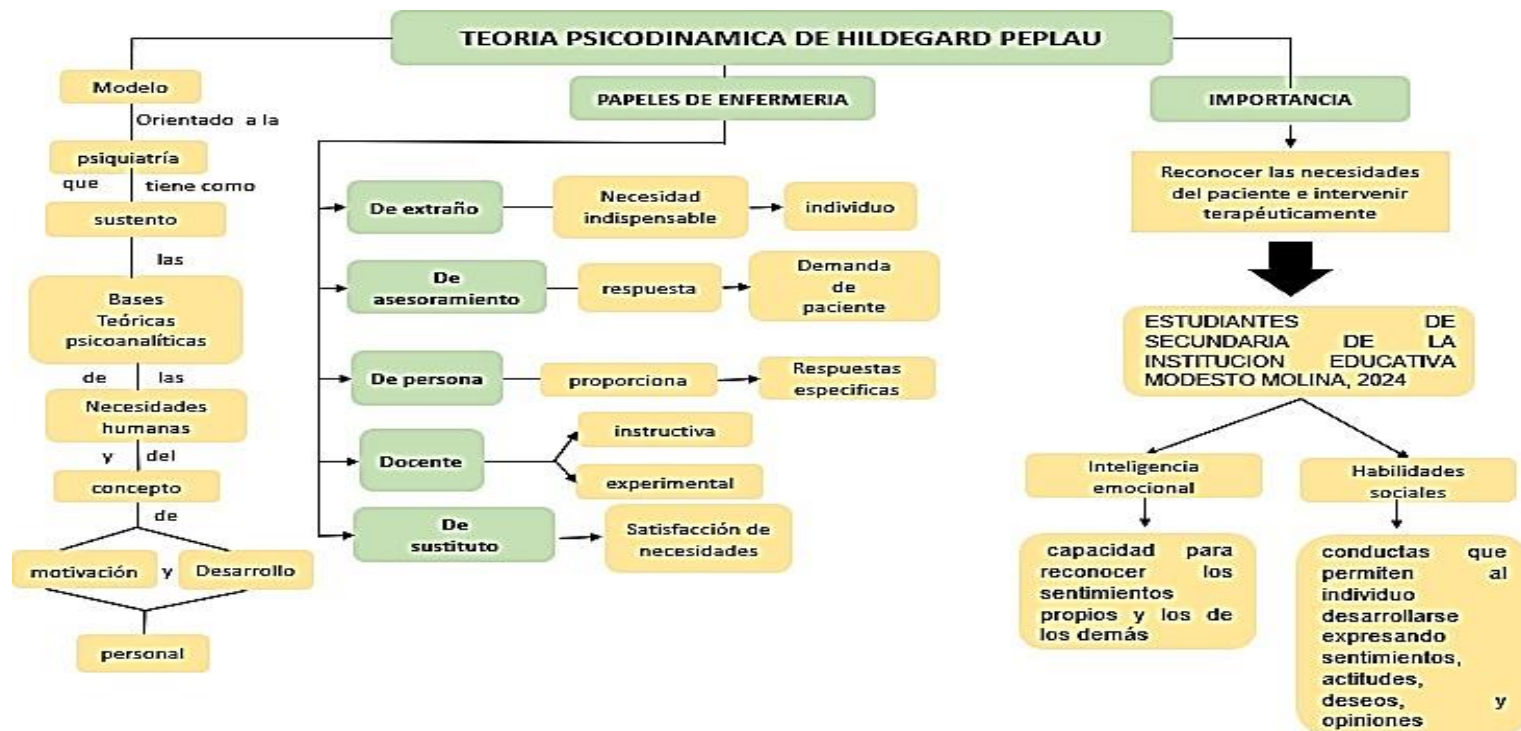 TEORIA PSICODINAMICA DE HILDEGARD PEPLAU
Modelo
Orientado a la
psiquiatría
que tiene como
sustento
las
Bases
Teóricas
psicoanalíticas
de las
Necesidades
humanas
y del
concepto
de
motivación y Desarrollo
personal
PAPELES DE ENFERMERIA
De extraño
Necesidad
indispensable
individuo
De
asesoramiento
respuesta
Demanda
de
paciente
De persona
proporciona
Respuestas
especificas
Docente
instructiva
experimental
De
sustituto
Satisfacción de
necesidades
IMPORTANCIA
Reconocer las necesidades
del paciente e intervenir
terapéuticamente
ESTUDIANTES DE
SECUNDARIA DE LA
INSTITUCION EDUCATIVA
MODESTO MOLINA, 2024
Inteligencia
emocional
capacidad para
reconocer los
sentimientos
propios y los de
los demás
Habilidades
sociales
conductas que
permiten al
individuo
desarrollarse
expresando
sentimientos,
actitudes,
deseos, y
opiniones